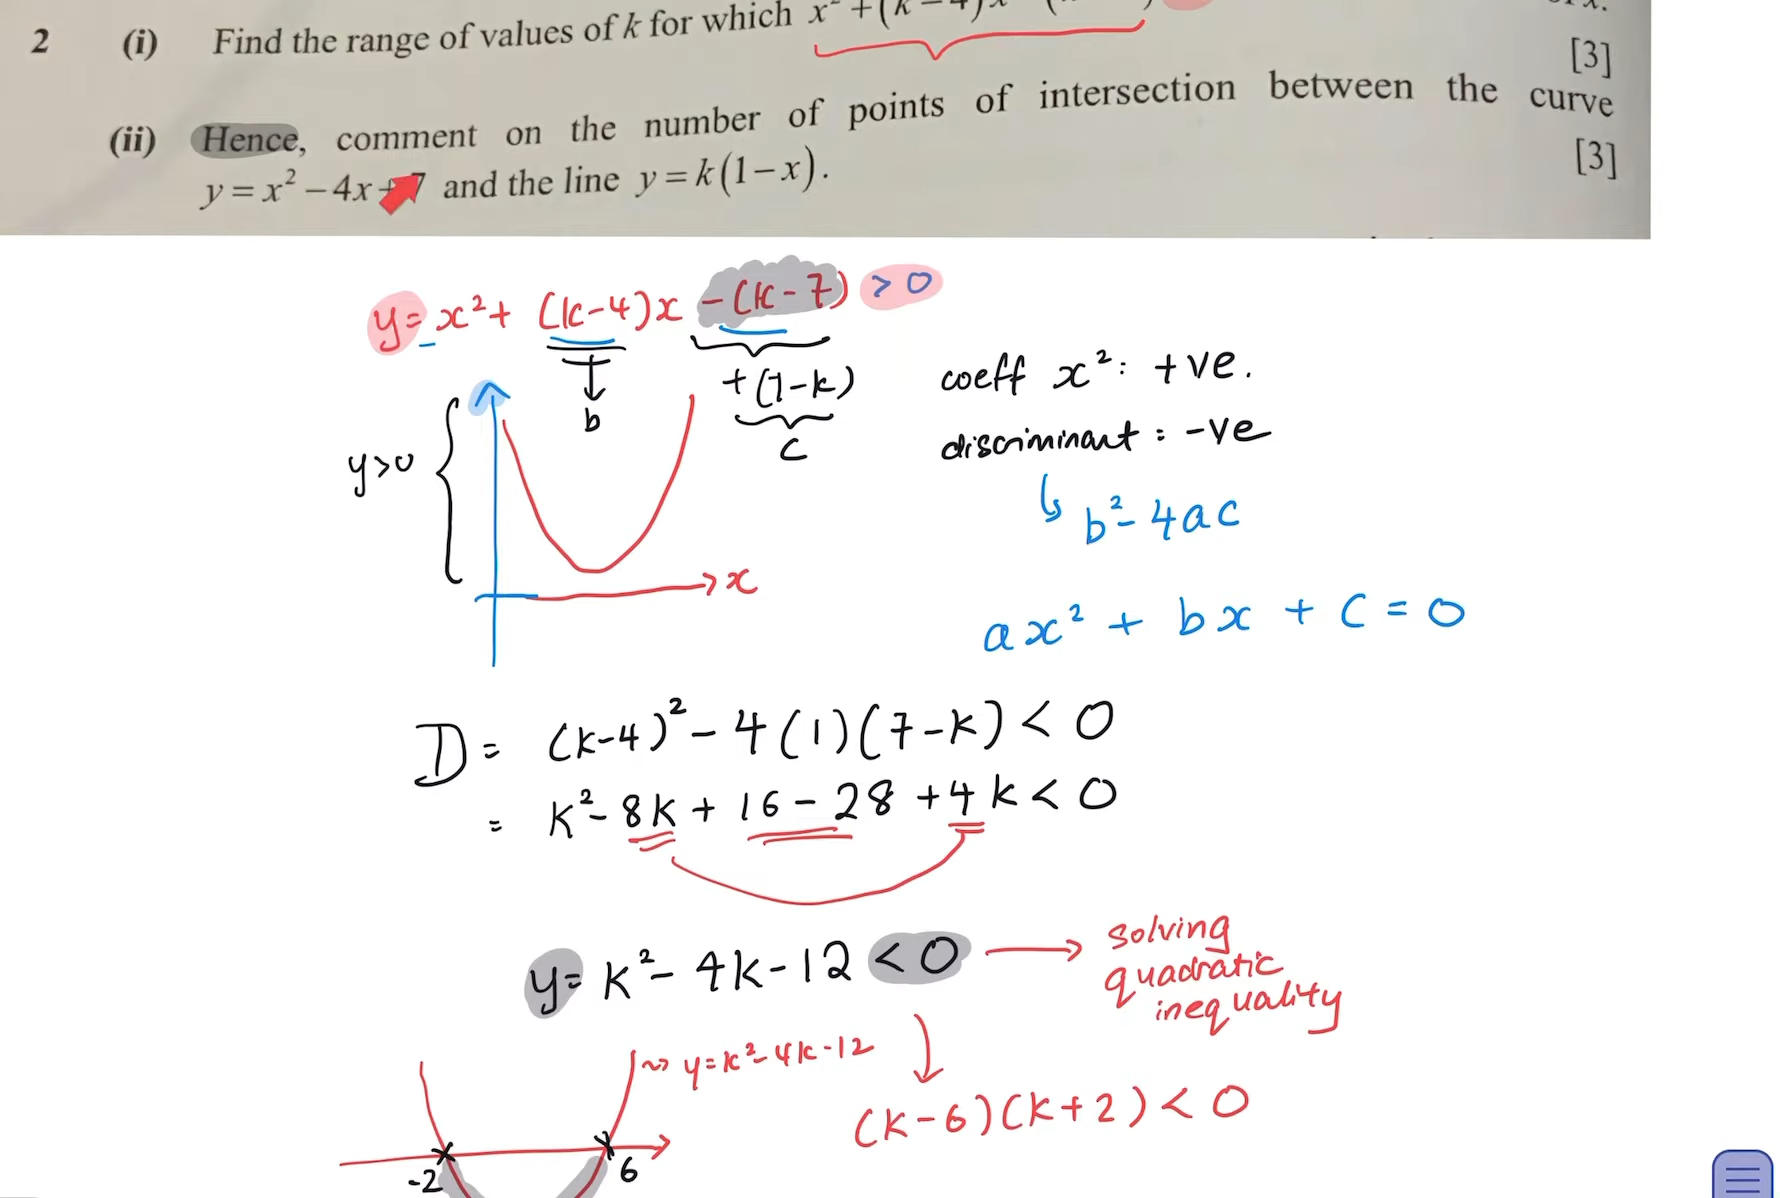 2 (i) Find the range of values of k for which x² + (k − 4)x
[3]
(ii) Hence, comment on the number of points of intersection between the curve
y = x² − 4x + 7 and the line y = k(1 − x).
[3]
y = x² + (k-4)x -(k-7) > 0
+(7-k)
b
c
coeff x² : +ve.
discriminant : -ve
y>0
↳ b² - 4ac
x
ax² + bx + c = 0
D = (k-4)² - 4(1)(7-k) < 0
= k² - 8k + 16 - 28 + 4k < 0
y = k² - 4k - 12 < 0 → solving
quadratic
inequality
y = k² - 4k - 12
(k-6)(k+2) < 0
-2
6